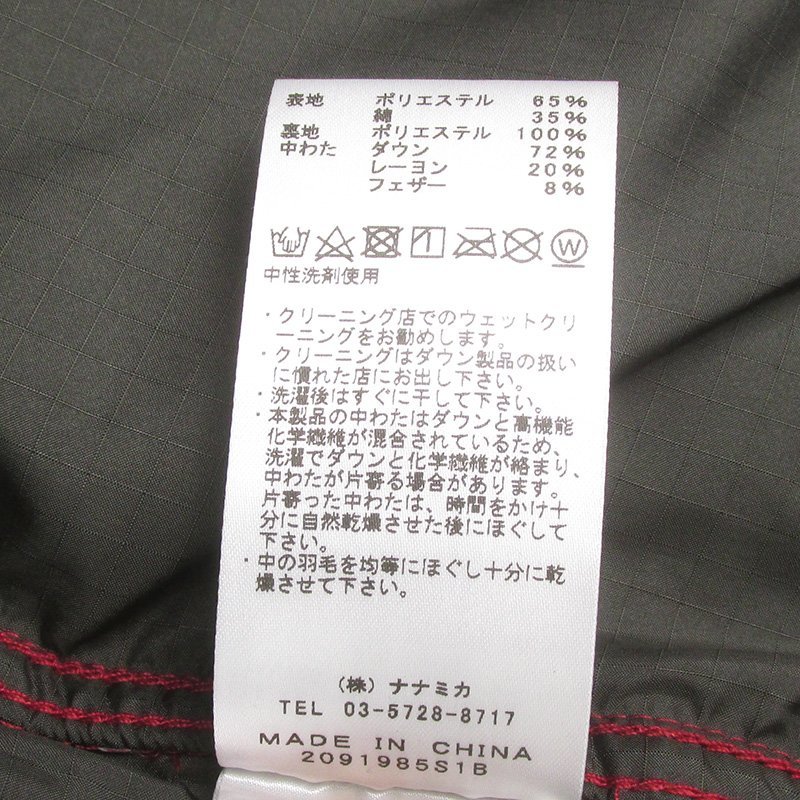 表地 ポリエステル 65%
綿 35%
裏地 ポリエステル 100%
中わた ダウン 72%
レーヨン 20%
フェザー 8%
W
中性洗剤使用
・クリーニング店でのウェットクリ
ーニングをお勧めします。
・クリーニングはダウン製品の扱い
に慣れた店にお出し下さい。
・洗濯後はすぐに干して下さい。
・本製品の中わたはダウンと高機能
化学繊維が混合されているため、
洗濯でダウンと化学繊維が絡まり、
中わたが片寄る場合があります。
片寄った中わたは、時間をかけ十
分に自然乾燥させた後にほぐして
下さい。
・中の羽毛を均等にほぐし十分に乾
燥させて下さい。
(株) ナナミカ
TEL 03-5728-8717
MADE IN CHINA
2091985S1B